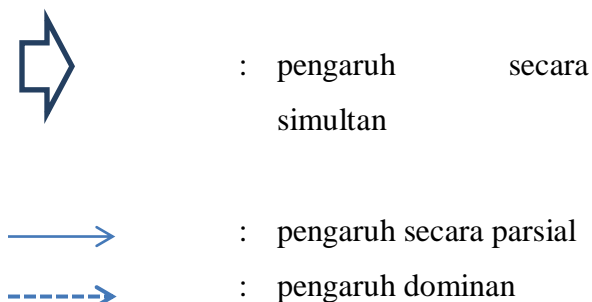 : pengaruh secara
simultan
: pengaruh secara parsial
: pengaruh dominan